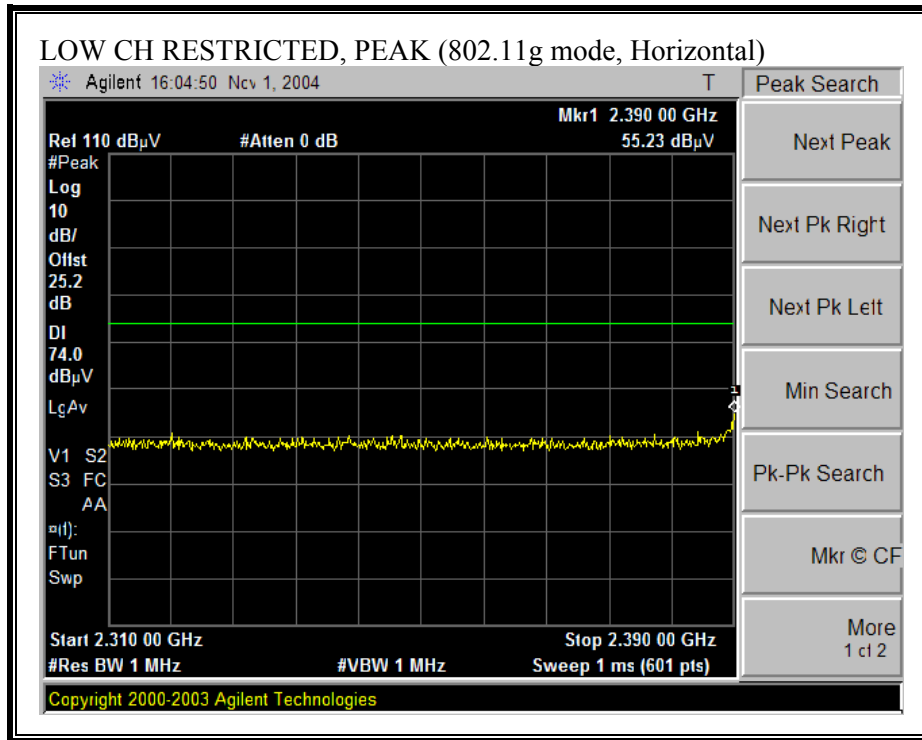 LOW CH RESTRICTED, PEAK (802.11g mode, Horizontal)
Agilent 16:04:50 Nov 1, 2004 T
Peak Search
Mkr1 2.390 00 GHz
Ref 110 dBµV #Atten 0 dB 55.23 dBµV
#Peak
Log
10
dB/
Offst
25.2
dB
DI
74.0
dBµV
LgAv
V1 S2
S3 FC
AA
¤(f):
FTun
Swp
1
Start 2.310 00 GHz Stop 2.390 00 GHz
#Res BW 1 MHz #VBW 1 MHz Sweep 1 ms (601 pts)
Copyright 2000-2003 Agilent Technologies
Next Peak
Next Pk Right
Next Pk Left
Min Search
Pk-Pk Search
Mkr © CF
More
1 of 2